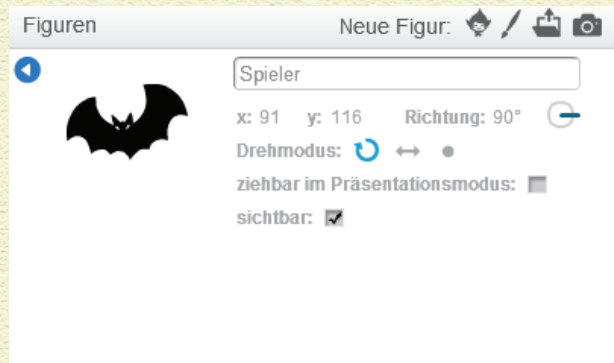 Figuren Neue Figur:
Spieler
x: 91 y: 116 Richtung: 90°
Drehmodus:
ziehbar im Präsentationsmodus:
sichtbar: